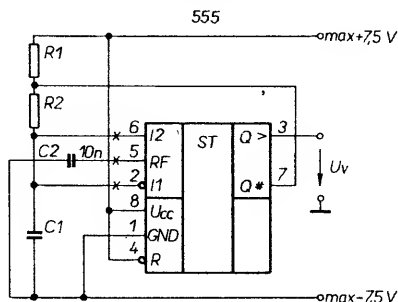 555
max+7,5 V
R1
R2
6
I2
ST
Q >
3
C2
10n
5
RF
2
I1
Q #
7
Uv
8
Ucc
C1
1
GND
4
R
max-7,5 V